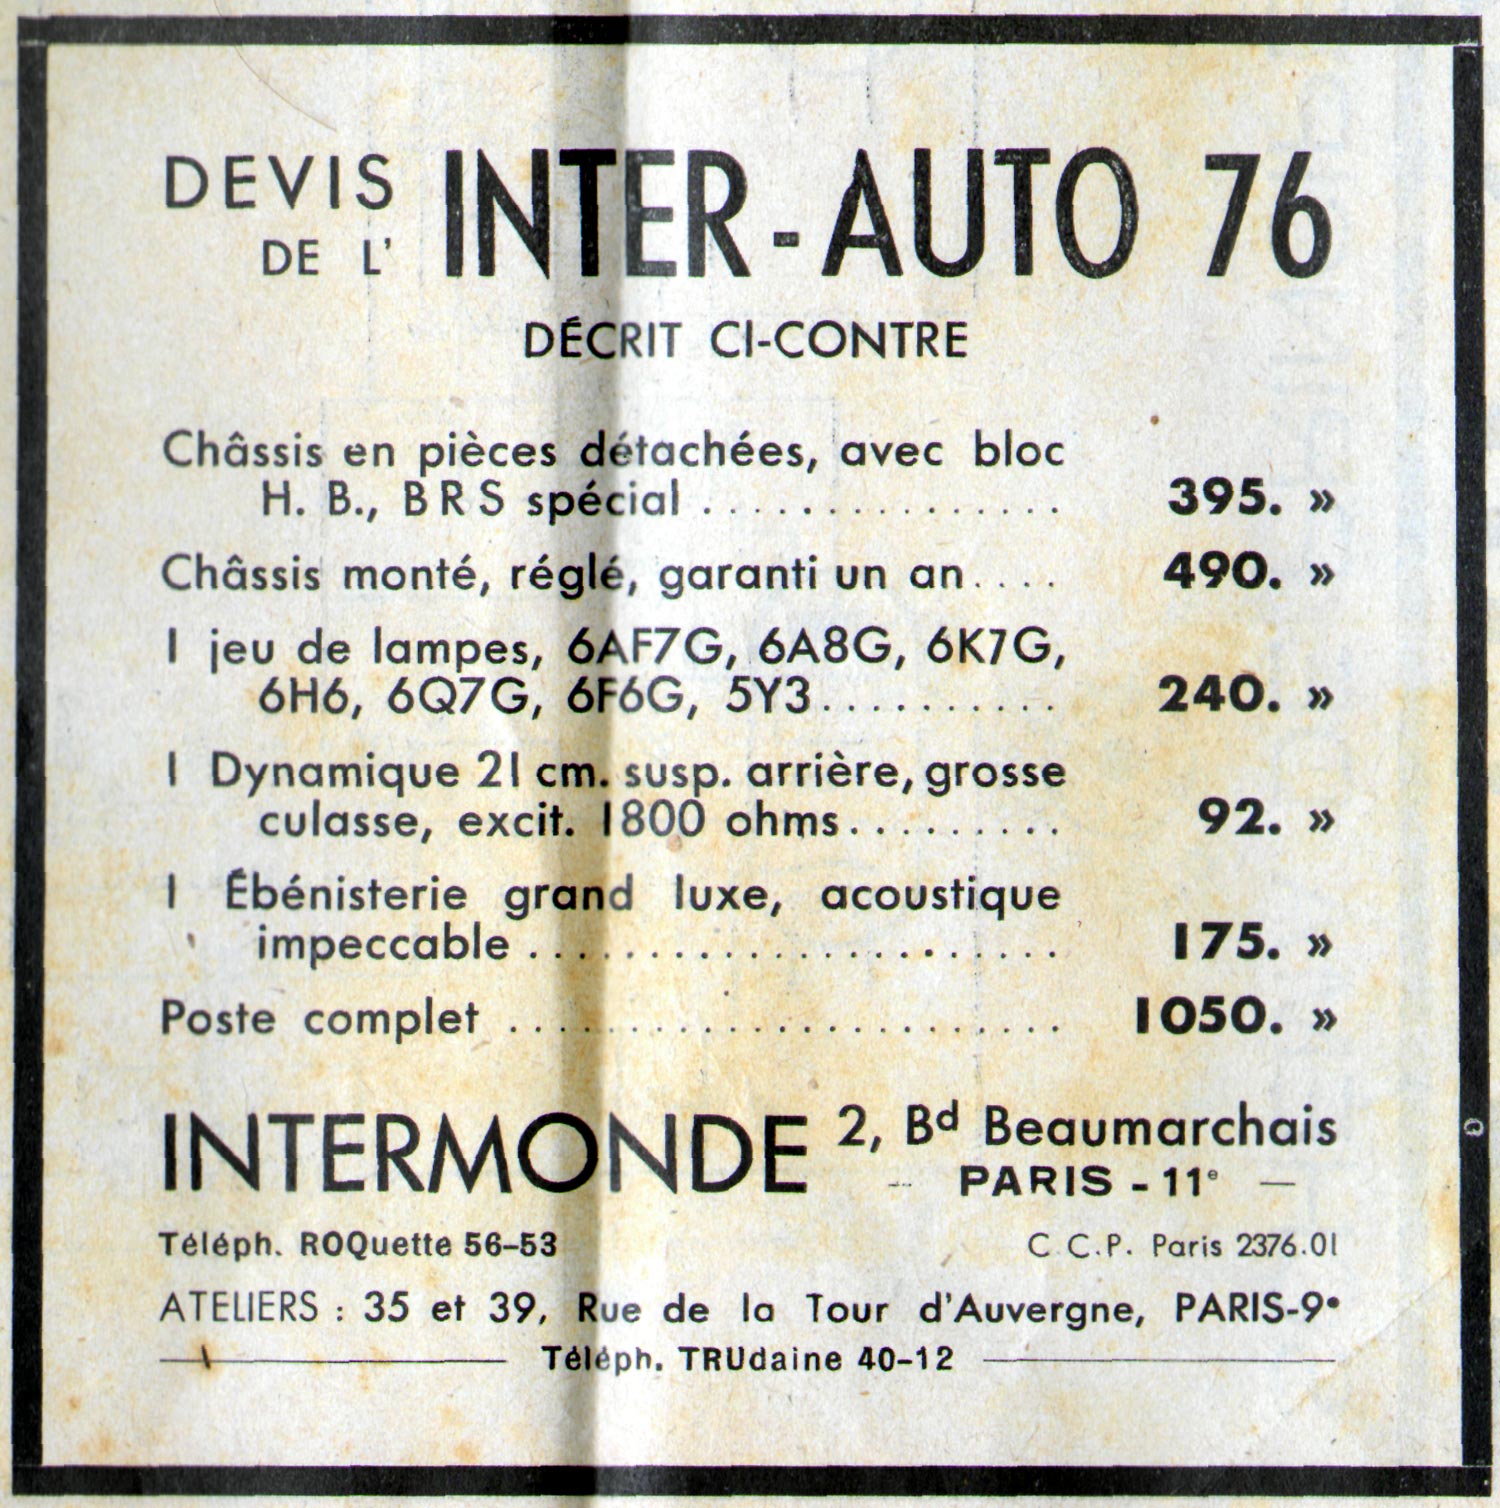 DEVIS
DE L'
INTER-AUTO 76
DÉCRIT CI-CONTRE
Châssis en pièces détachées, avec bloc
H. B., BRS spécial ............... 395. »
Châssis monté, réglé, garanti un an.... 490. »
1 jeu de lampes, 6AF7G, 6A8G, 6K7G,
6H6, 6Q7G, 6F6G, 5Y3.......... 240. »
1 Dynamique 21 cm. susp. arrière, grosse
culasse, excit. 1800 ohms......... 92. »
1 Ébénisterie grand luxe, acoustique
impeccable ...................... 175. »
Poste complet ....................... 1050. »
INTERMONDE 2, Bd Beaumarchais
— PARIS - 11e —
Téléph. ROQuette 56-53 C.C.P. Paris 2376.01
ATELIERS : 35 et 39, Rue de la Tour d'Auvergne, PARIS-9e
Téléph. TRUdaine 40-12